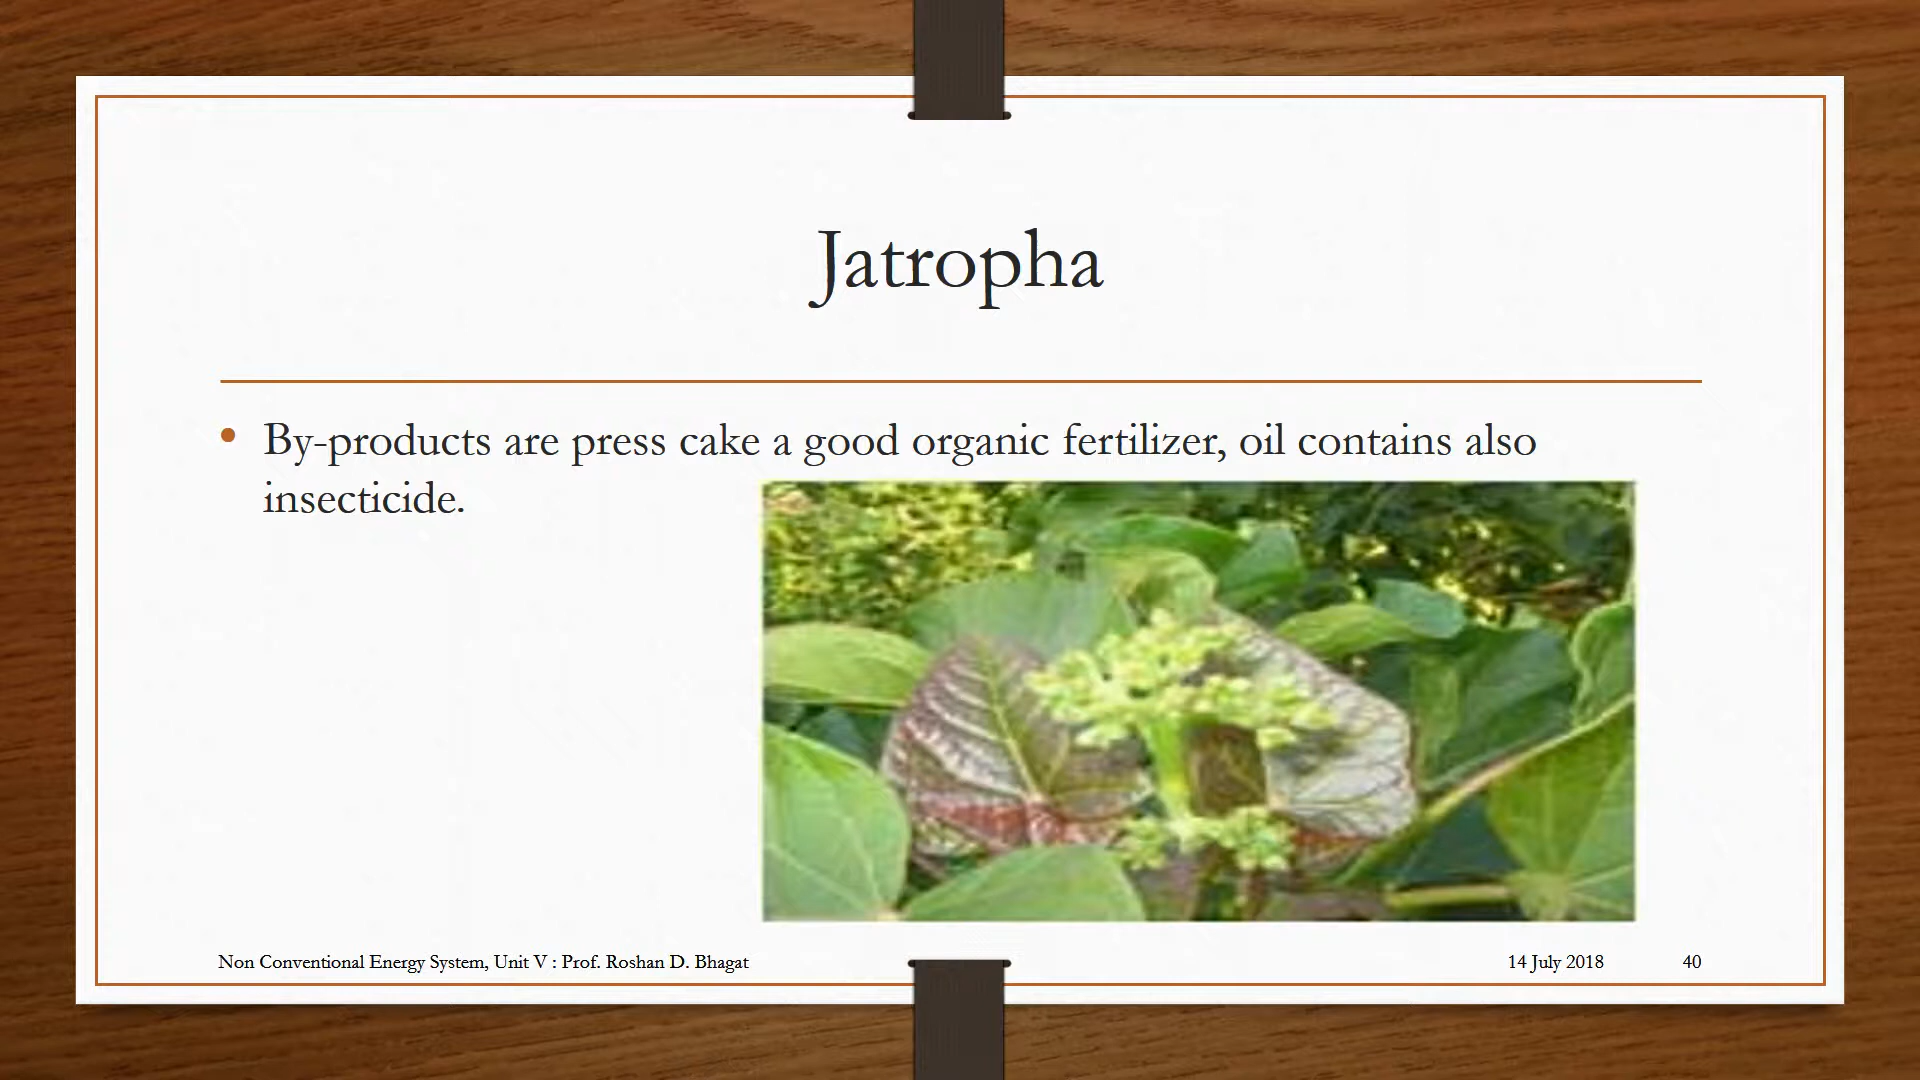 Jatropha
• By-products are press cake a good organic fertilizer, oil contains also
insecticide.
Non Conventional Energy System, Unit V : Prof. Roshan D. Bhagat
14 July 2018
40